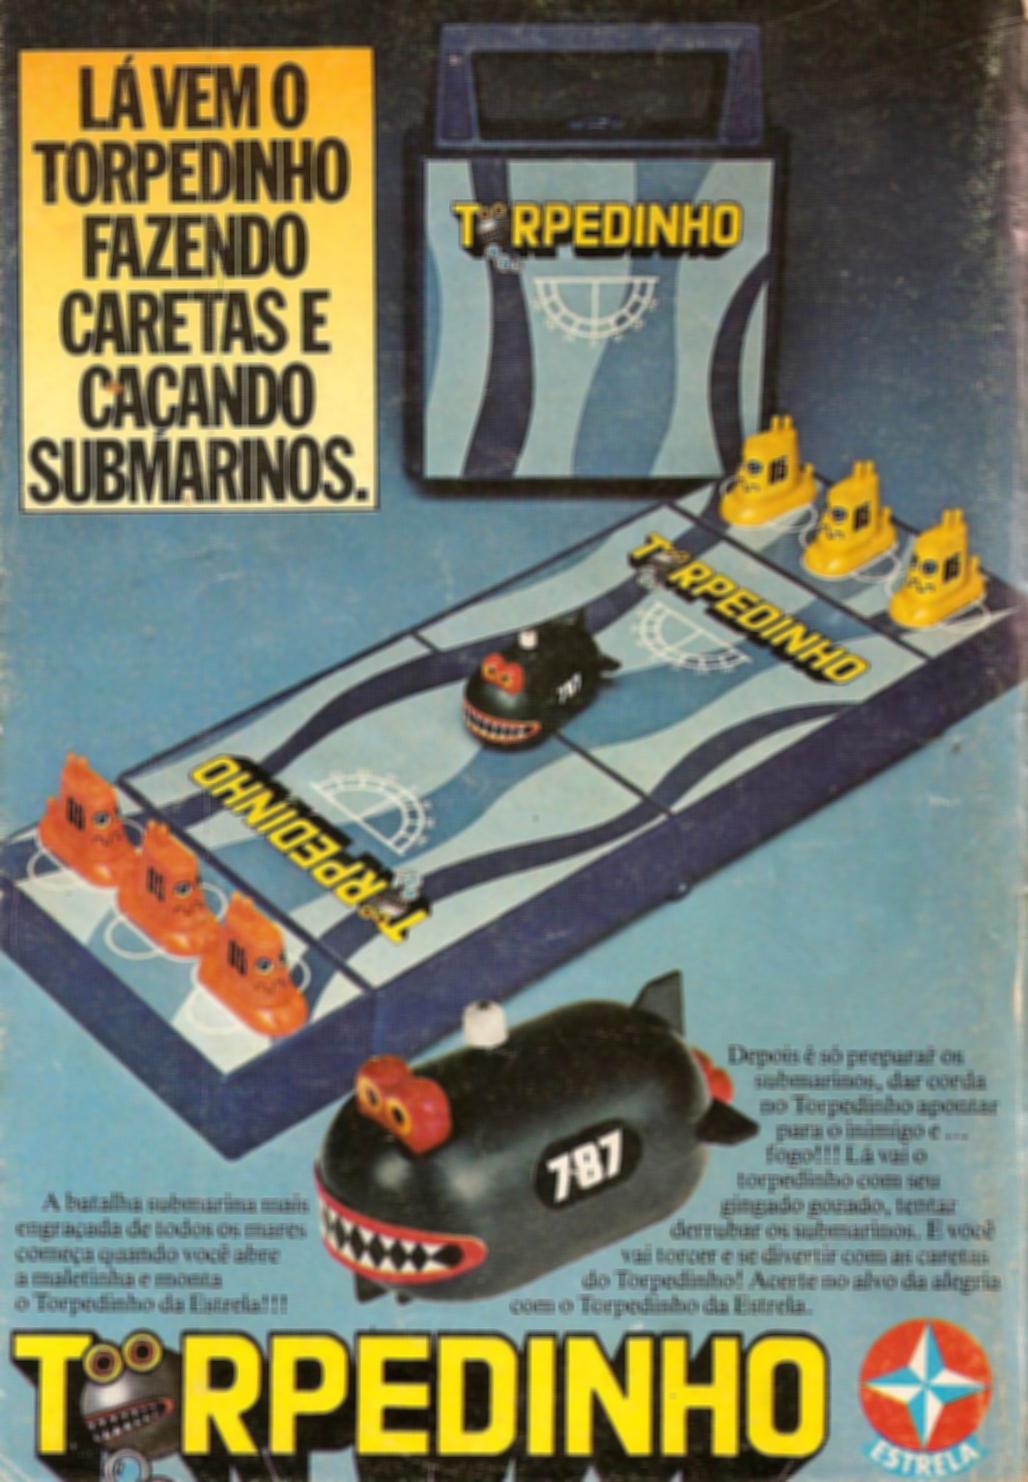 LÁ VEM O
TORPEDINHO
FAZENDO
CARETAS E
CAÇANDO
SUBMARINOS.
TORPEDINHO
TORPEDINHO
787
TORPEDINHO
787
Depois é só preparar os
submarinos, dar corda
no Torpedinho apontar
para o inimigo e ...
fogo!!! Lá vai o
torpedinho com seu
gingado gozado, tentar
derrubar os submarinos. E você
vai torcer e se divertir com as caretas
do Torpedinho! Acerte no alvo da alegria
com o Torpedinho da Estrela.
A batalha submarina mais
engraçada de todos os mares
começa quando você abre
a maletinha e monta
o Torpedinho da Estrela!!!
TORPEDINHO
ESTRELA